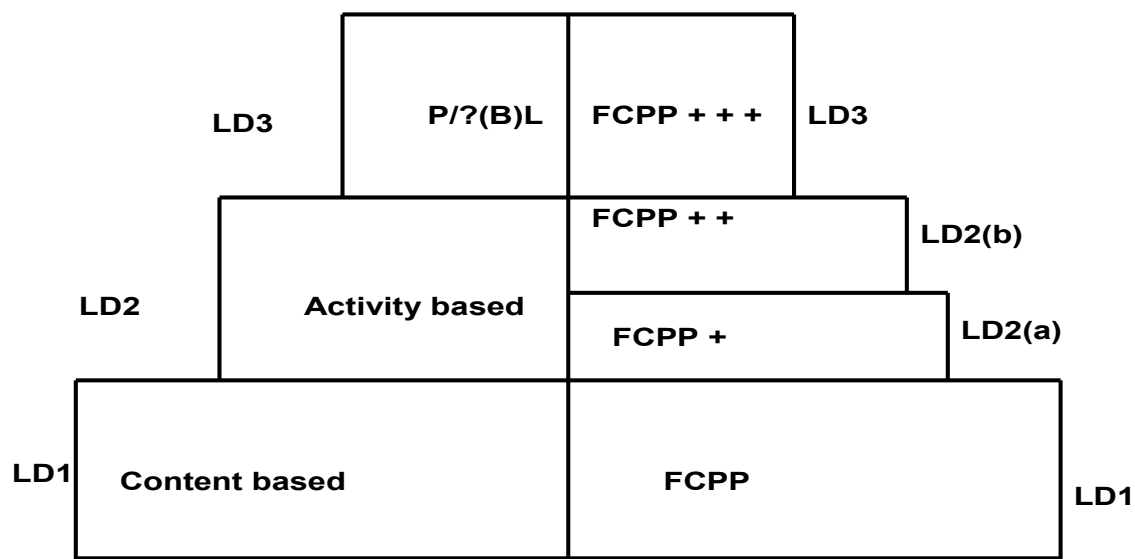 LD3
P/?(B)L
FCPP + + +
LD3
FCPP + +
LD2(b)
LD2
Activity based
FCPP +
LD2(a)
LD1
Content based
FCPP
LD1